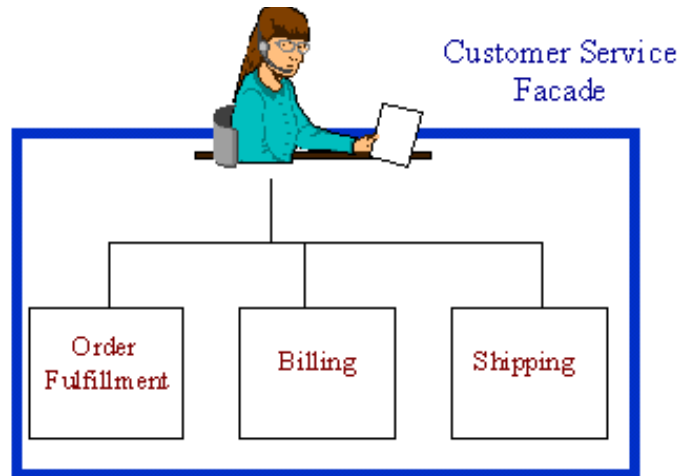 Customer Service
Facade
Order
Fulfillment
Billing
Shipping